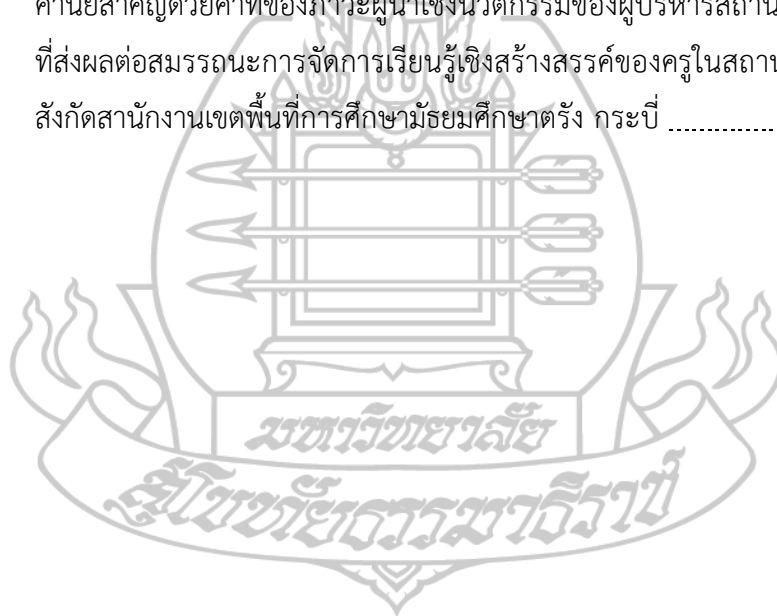 ค่านัยสำคัญด้วยค่าทีของภาวะผู้นำเชิงนวัตกรรมของผู้บริหารสถาน
ที่ส่งผลต่อสมรรถนะการจัดการเรียนรู้เชิงสร้างสรรค์ของครูในสถาน
สังกัดสานักงานเขตพื้นที่การศึกษามัธยมศึกษาตรัง กระบี่ ..............
มหาวิทยาลัย
สุโขทัยธรรมาธิราช